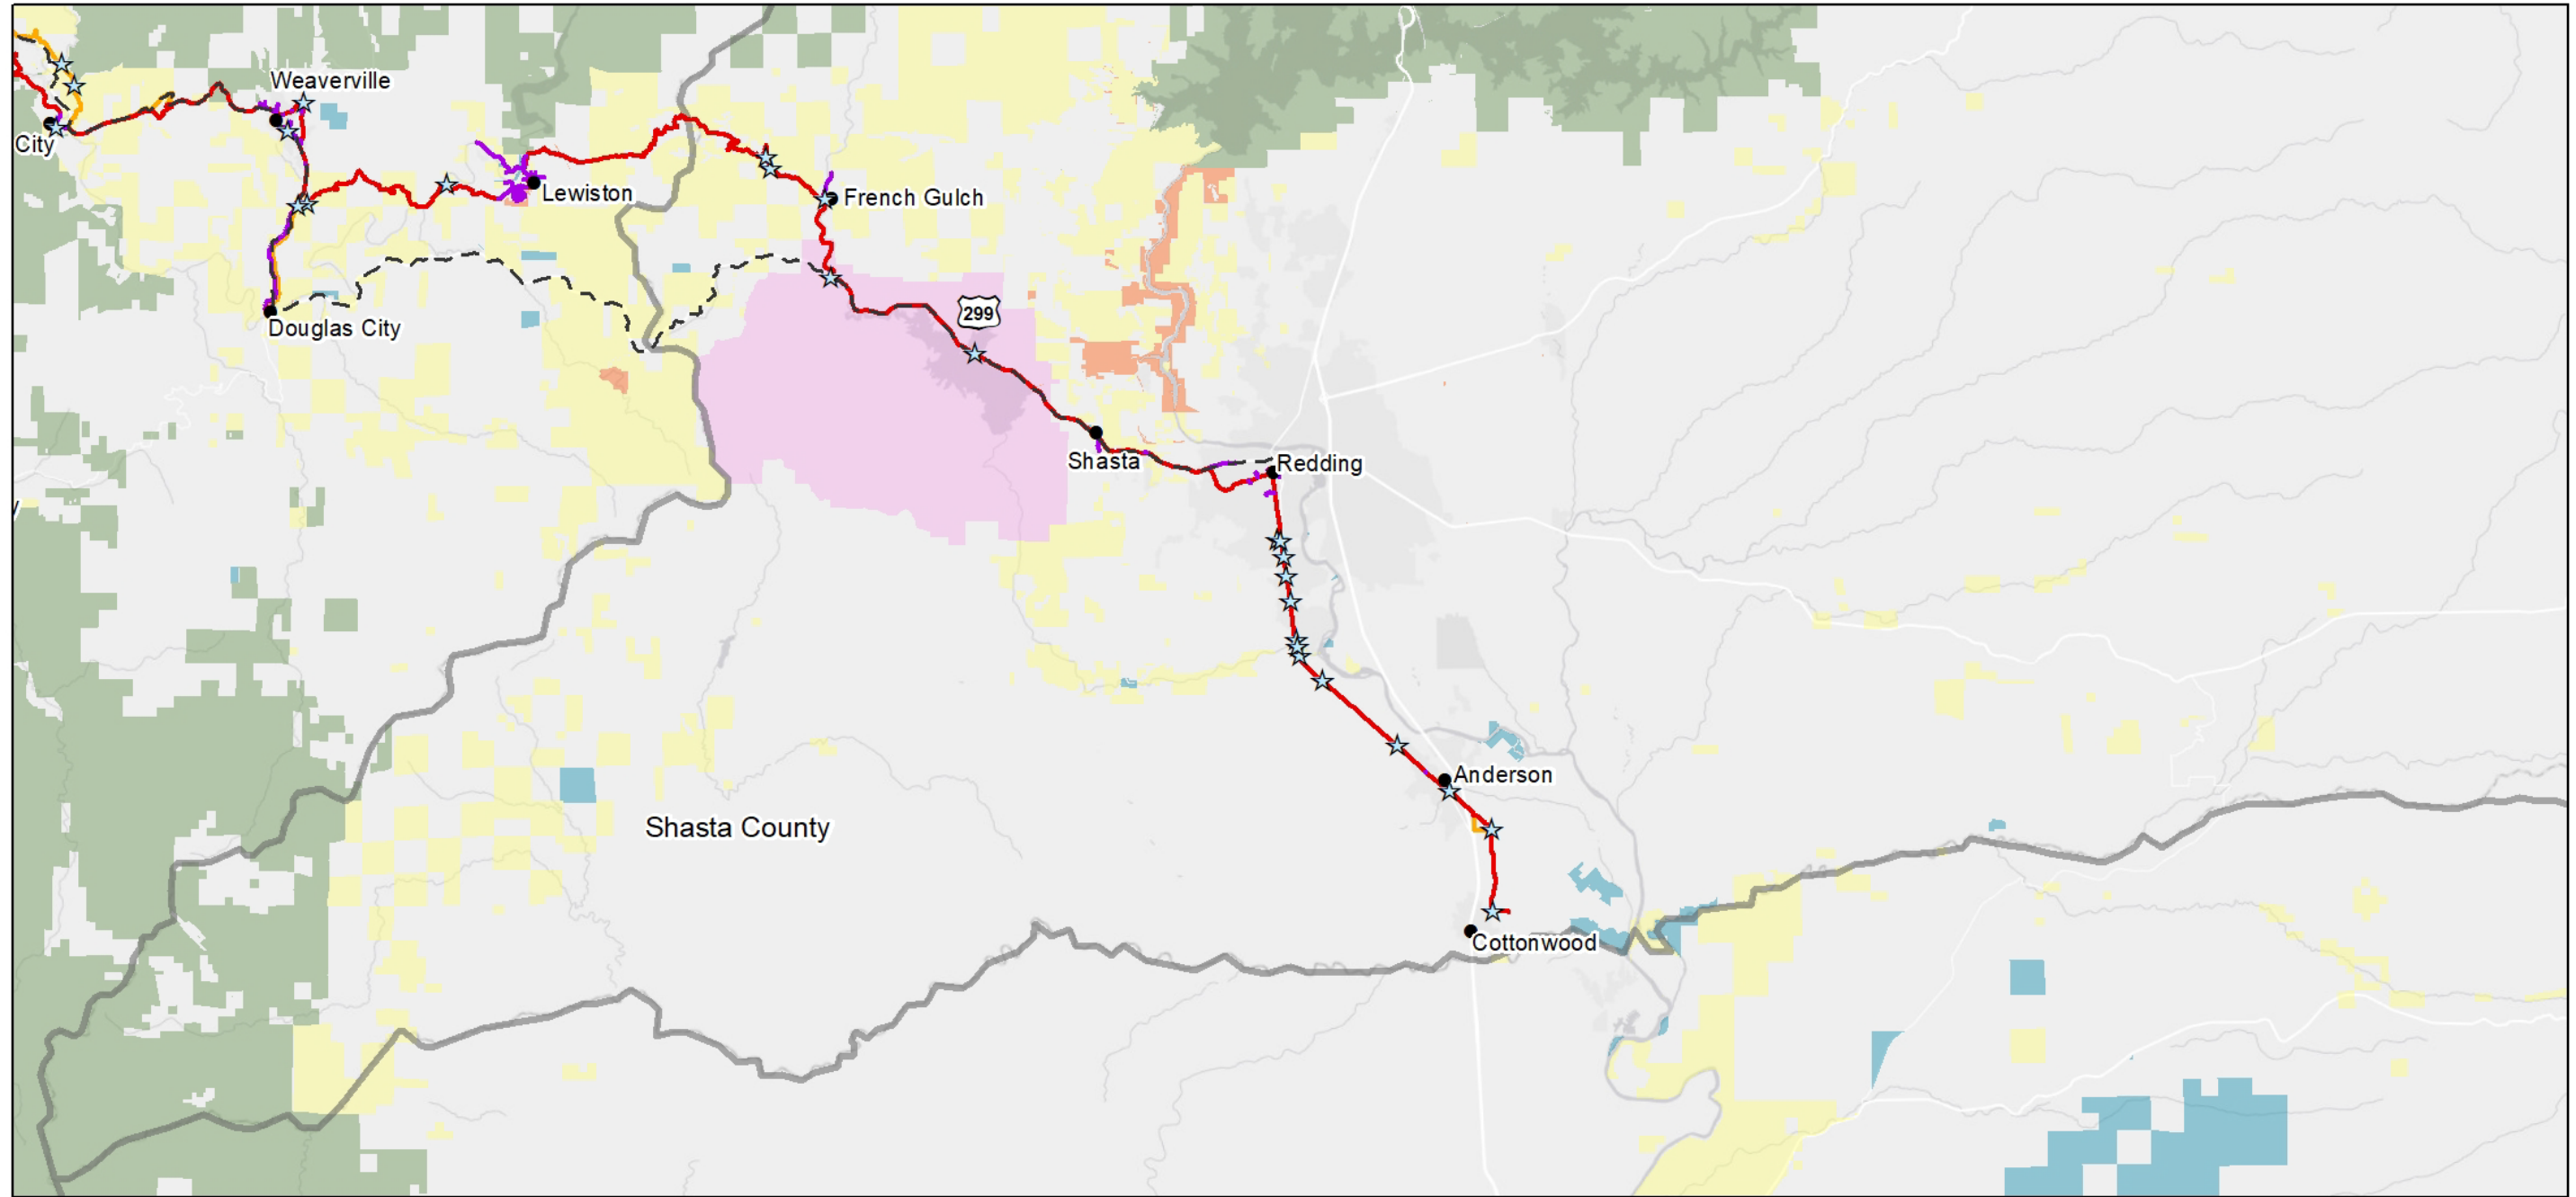 Weaverville
City
Lewiston
French Gulch
299
Douglas City
Shasta
Redding
Anderson
Shasta County
Cottonwood